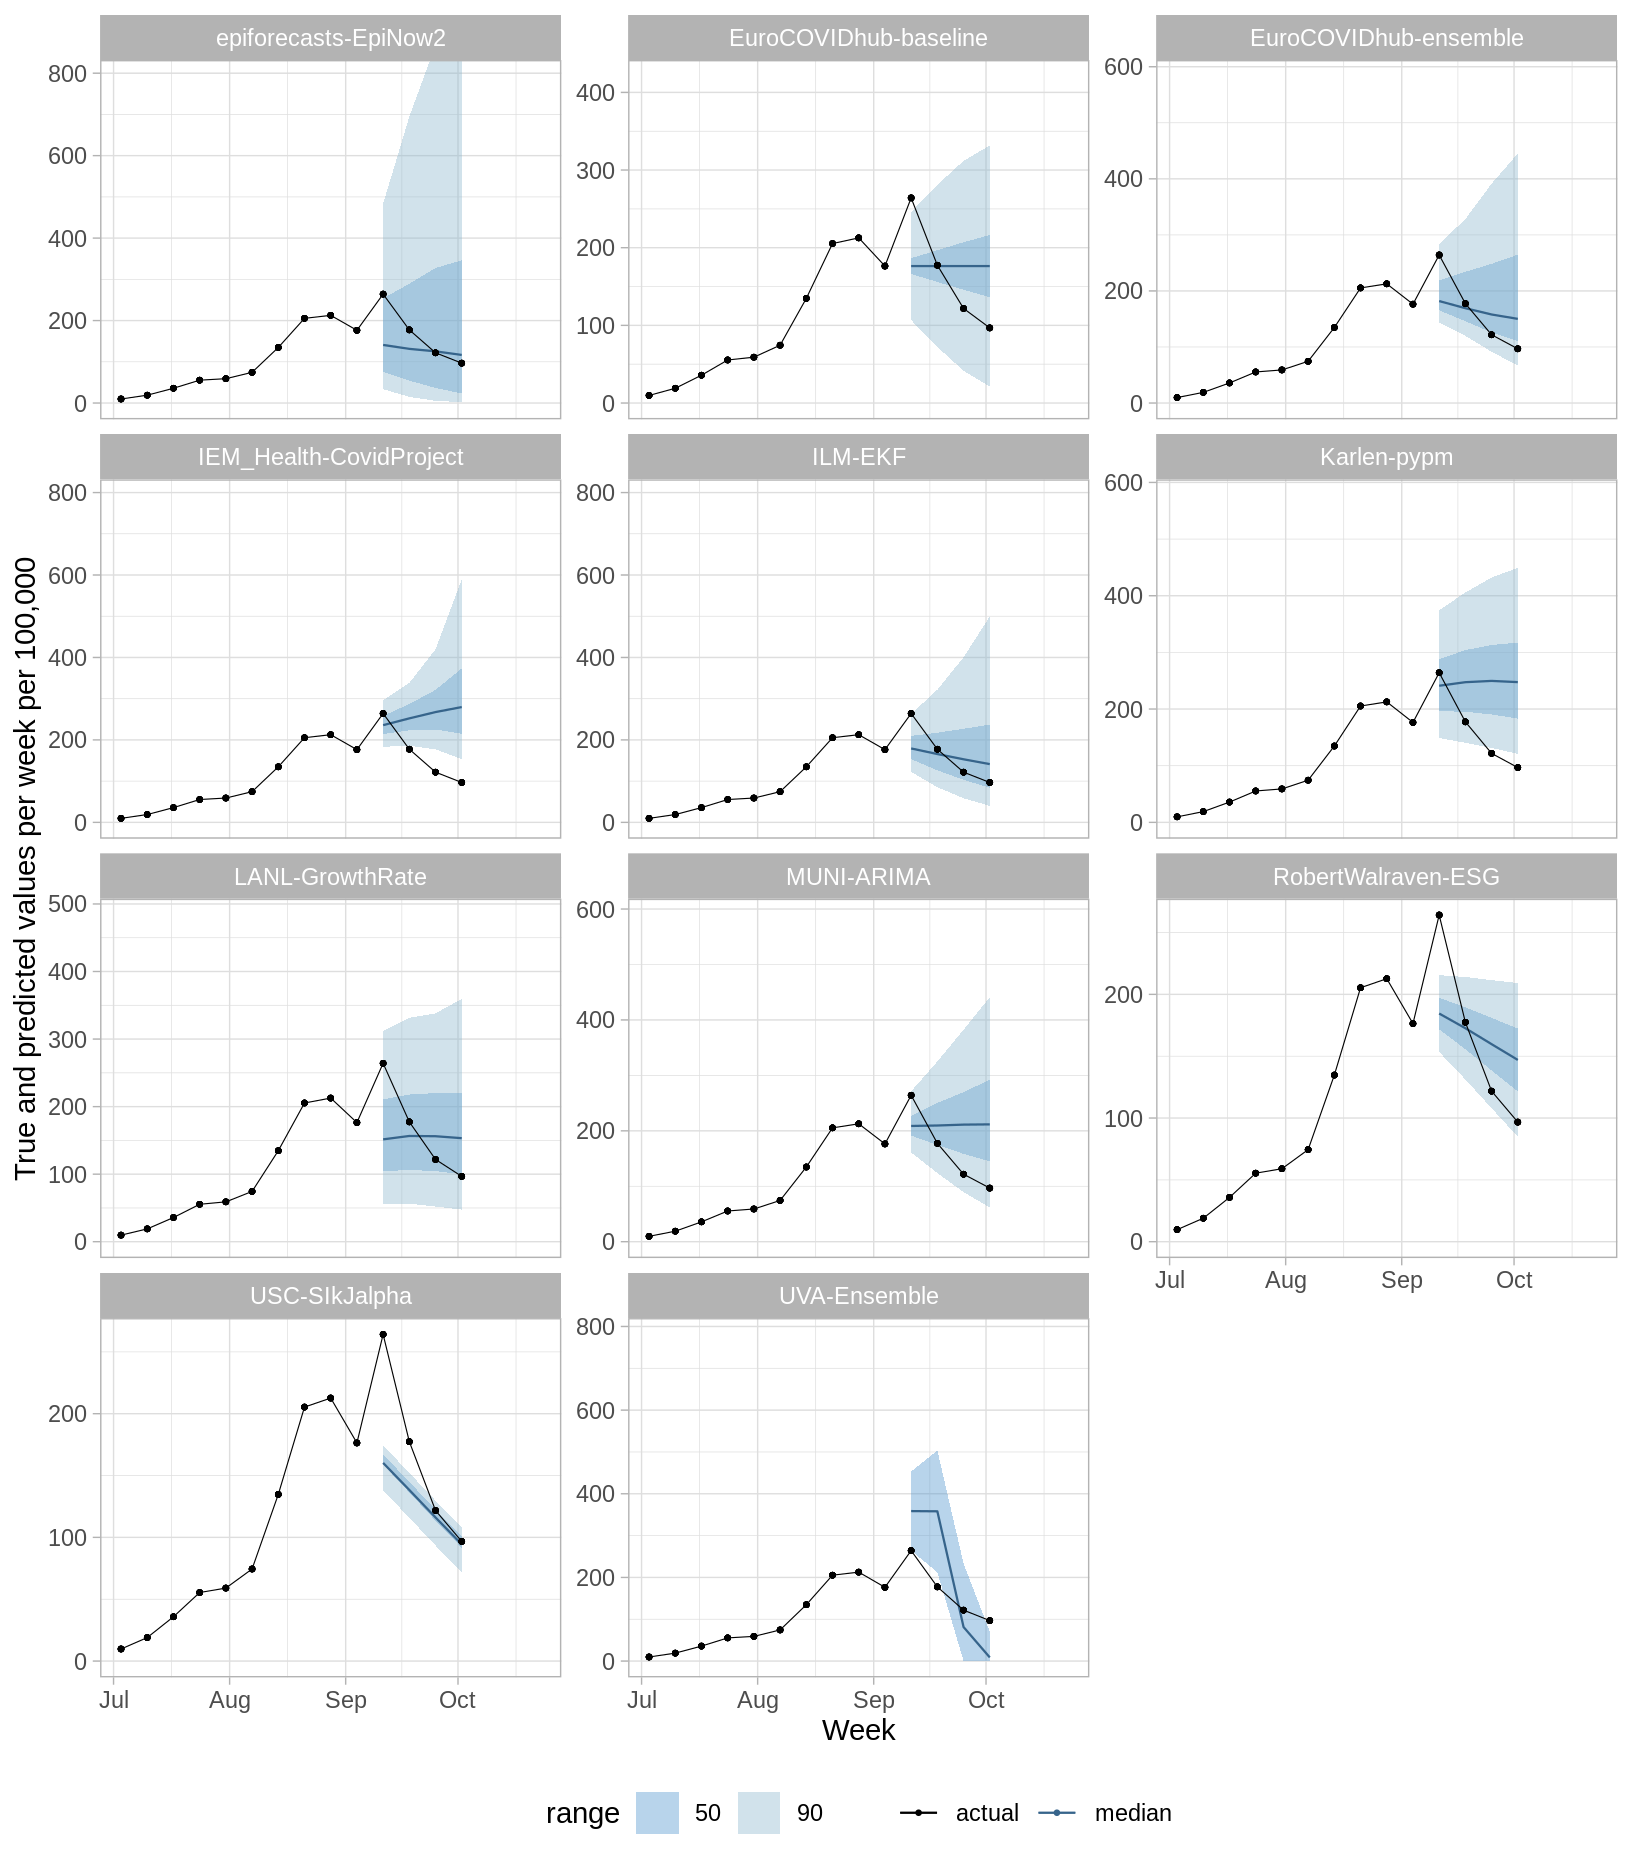 epiforecasts-EpiNow2
EuroCOVIDhub-baseline
EuroCOVIDhub-ensemble
800
600
400
200
0
400
300
200
100
0
600
400
200
0
IEM_Health-CovidProject
ILM-EKF
Karlen-pypm
800
600
400
200
0
800
600
400
200
0
600
400
200
0
True and predicted values per week per 100,000
LANL-GrowthRate
MUNI-ARIMA
RobertWalraven-ESG
500
400
300
200
100
0
600
400
200
0
200
100
0
Jul Aug Sep Oct
USC-SIkJalpha
UVA-Ensemble
200
100
0
800
600
400
200
0
Jul Aug Sep Oct
Jul Aug Sep Oct
Week
range 50 90 actual median